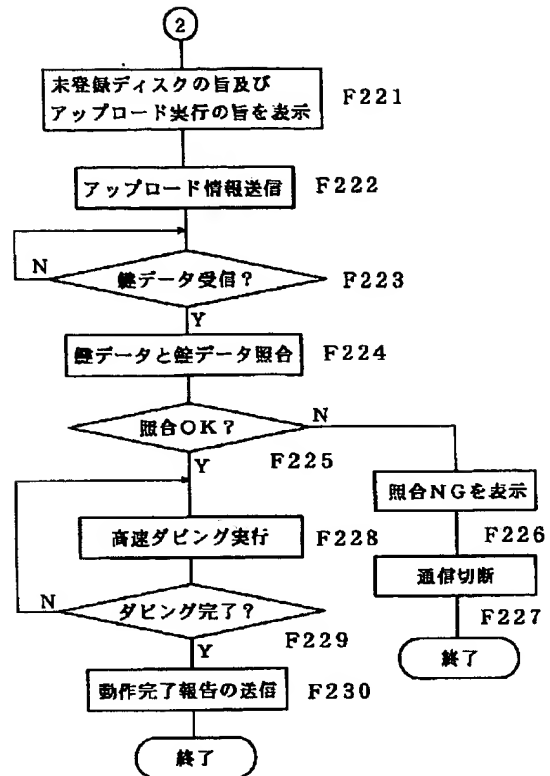 2
未登録ディスクの旨及び
アップロード実行の旨を表示
F221
アップロード情報送信
F222
N
鍵データ受信?
F223
Y
鍵データと錠データ照合
F224
照合OK?
N
Y
F225
照合NGを表示
F226
高速ダビング実行
F228
通信切断
F227
N
ダビング完了?
F229
Y
終了
動作完了報告の送信
F230
終了